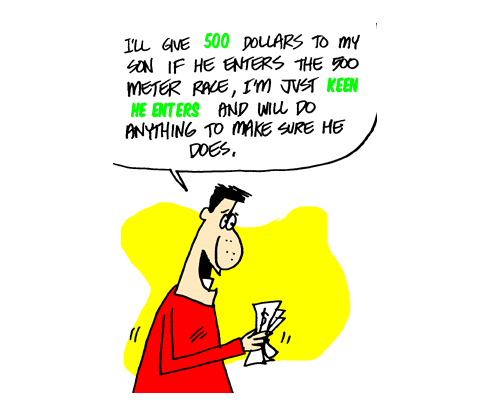 I'LL GIVE 500 DOLLARS TO MY
SON IF HE ENTERS THE 500
METER RACE, I'M JUST KEEN
HE ENTERS AND WILL DO
ANYTHING TO MAKE SURE HE
DOES.
$